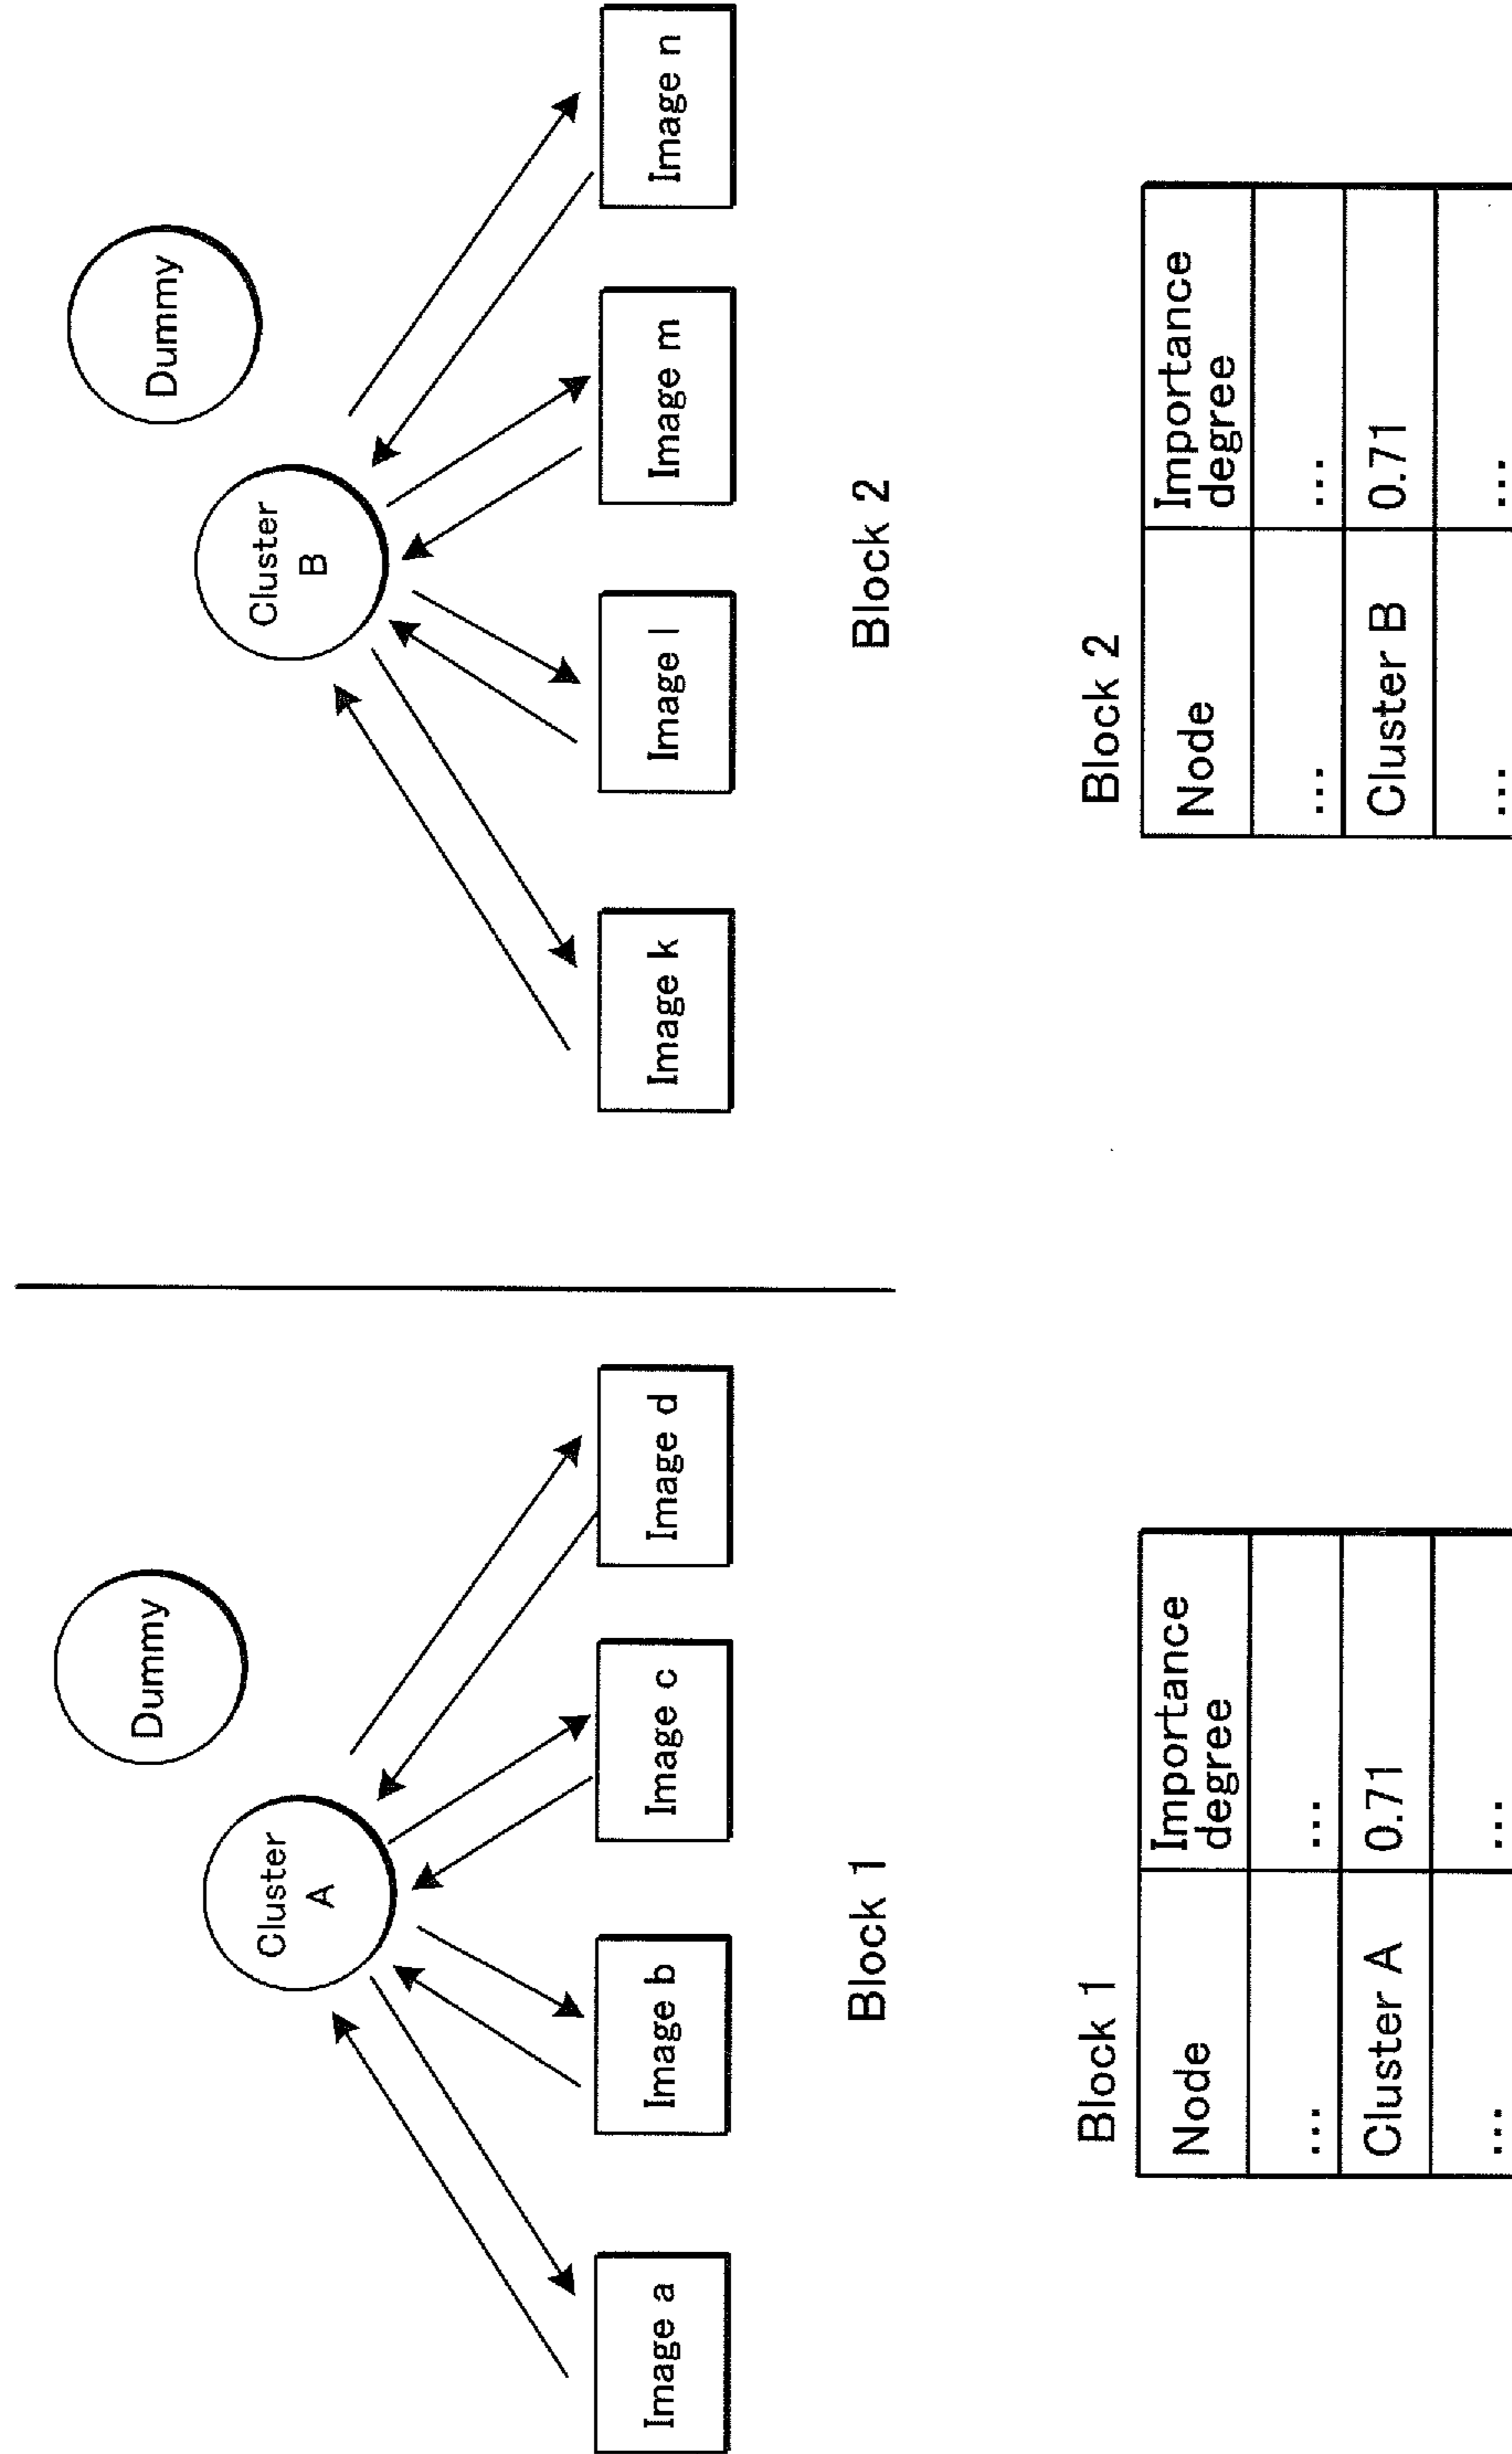 Dummy
Cluster
A
Image a
Image b
Image c
Image d
Block 1
Dummy
Cluster
B
Image k
Image l
Image m
Image n
Block 2
Block 1
Node Importance degree
... ...
Cluster A 0.71
... ...
Block 2
Node Importance degree
... ...
Cluster B 0.71
... ...